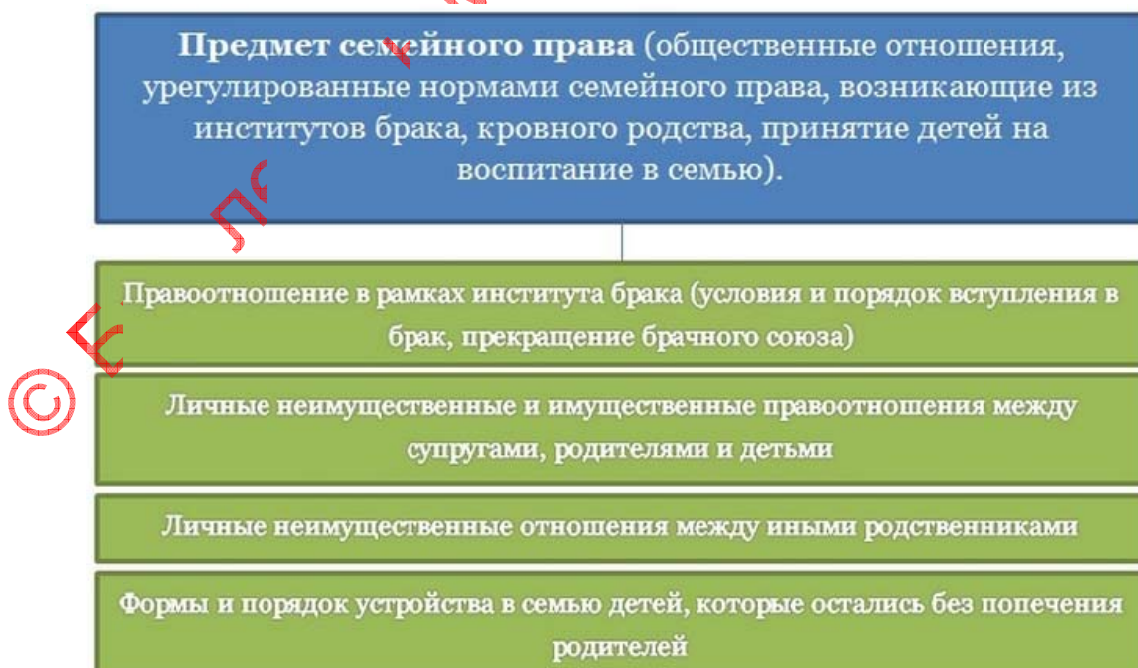 Предмет семейного права (общественные отношения,
урегулированные нормами семейного права, возникающие из
институтов брака, кровного родства, принятие детей на
воспитание в семью).
Правоотношение в рамках института брака (условия и порядок вступления в
брак, прекращение брачного союза)
Личные неимущественные и имущественные правоотношения между
супругами, родителями и детьми
Личные неимущественные отношения между иными родственниками
Формы и порядок устройства в семью детей, которые остались без попечения
родителей
©